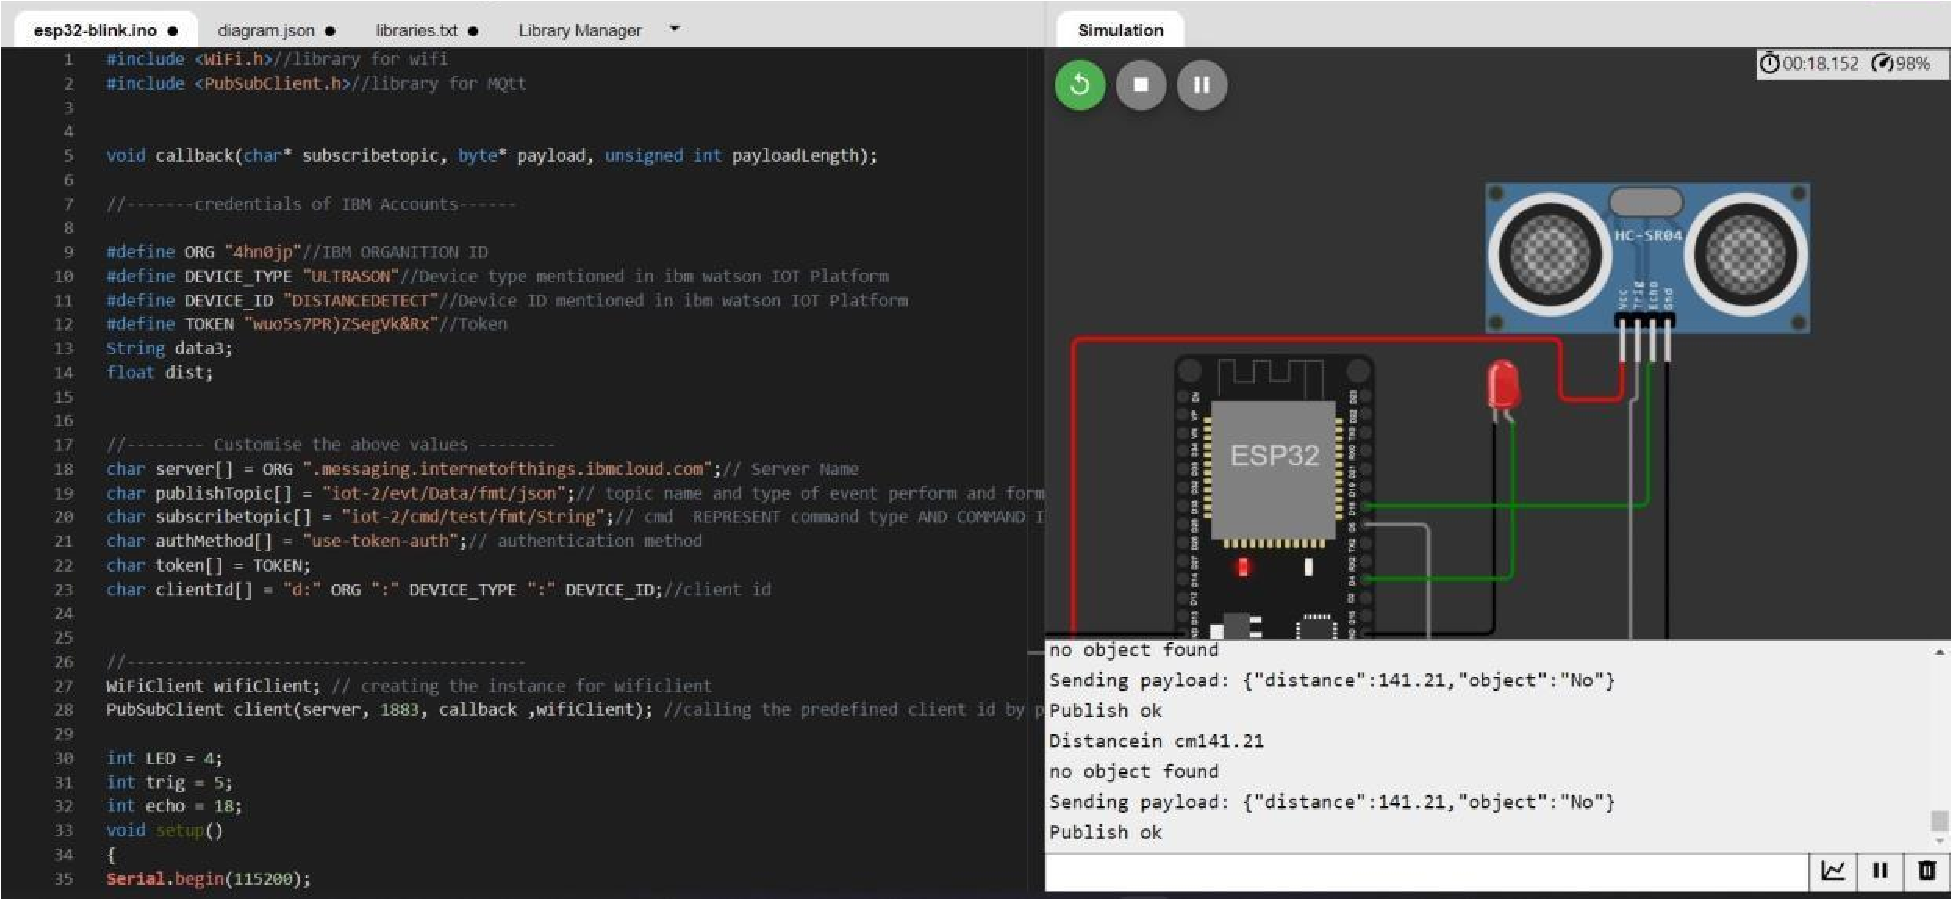 esp32-blink.ino ● diagram.json ● libraries.txt ● Library Manager
1 #include <WiFi.h>//library for wifi
2 #include <PubSubClient.h>//library for MQtt
3
4
5 void callback(char* subscribetopic, byte* payload, unsigned int payloadLength);
6
7 //-------credentials of IBM Accounts------
8
9 #define ORG "4hn0jp"//IBM ORGANITION ID
10 #define DEVICE_TYPE "ULTRASON"//Device type mentioned in ibm watson IOT Platform
11 #define DEVICE_ID "DISTANCEDETECT"//Device ID mentioned in ibm watson IOT Platform
12 #define TOKEN "wuo5s7PR)ZSegVk&Rx"//Token
13 String data3;
14 float dist;
15
16
17 //-------- Customise the above values --------
18 char server[] = ORG ".messaging.internetofthings.ibmcloud.com";// Server Name
19 char publishTopic[] = "iot-2/evt/Data/fmt/json";// topic name and type of event perform and form
20 char subscribetopic[] = "iot-2/cmd/test/fmt/String";// cmd  REPRESENT command type AND COMMAND I
21 char authMethod[] = "use-token-auth";// authentication method
22 char token[] = TOKEN;
23 char clientId[] = "d:" ORG ":" DEVICE_TYPE ":" DEVICE_ID;//client id
24
25
26 //-----------------------------------------
27 WiFiClient wifiClient; // creating the instance for wificlient
28 PubSubClient client(server, 1883, callback ,wifiClient); //calling the predefined client id by p
29
30 int LED = 4;
31 int trig = 5;
32 int echo = 18;
33 void setup()
34 {
35 Serial.begin(115200);
Simulation
00:18.152 98%
HC-SR04
Vcc Trig Echo Gnd
ESP32
no object found
Sending payload: {"distance":141.21,"object":"No"}
Publish ok
Distancein cm141.21
no object found
Sending payload: {"distance":141.21,"object":"No"}
Publish ok